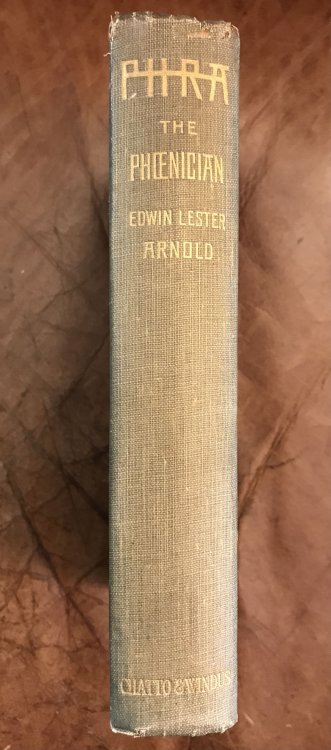 PHRA
THE
PHŒNICIAN
EDWIN LESTER
ARNOLD
CHATTO & WINDUS